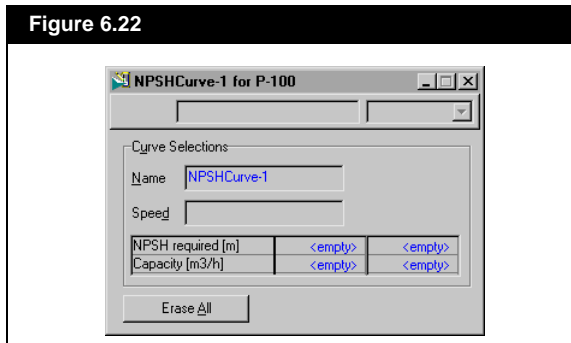 Figure 6.22
NPSHCurve-1 for P-100
Curve Selections
Name NPSHCurve-1
Speed
NPSH required [m] <empty> <empty>
Capacity [m3/h] <empty> <empty>
Erase All